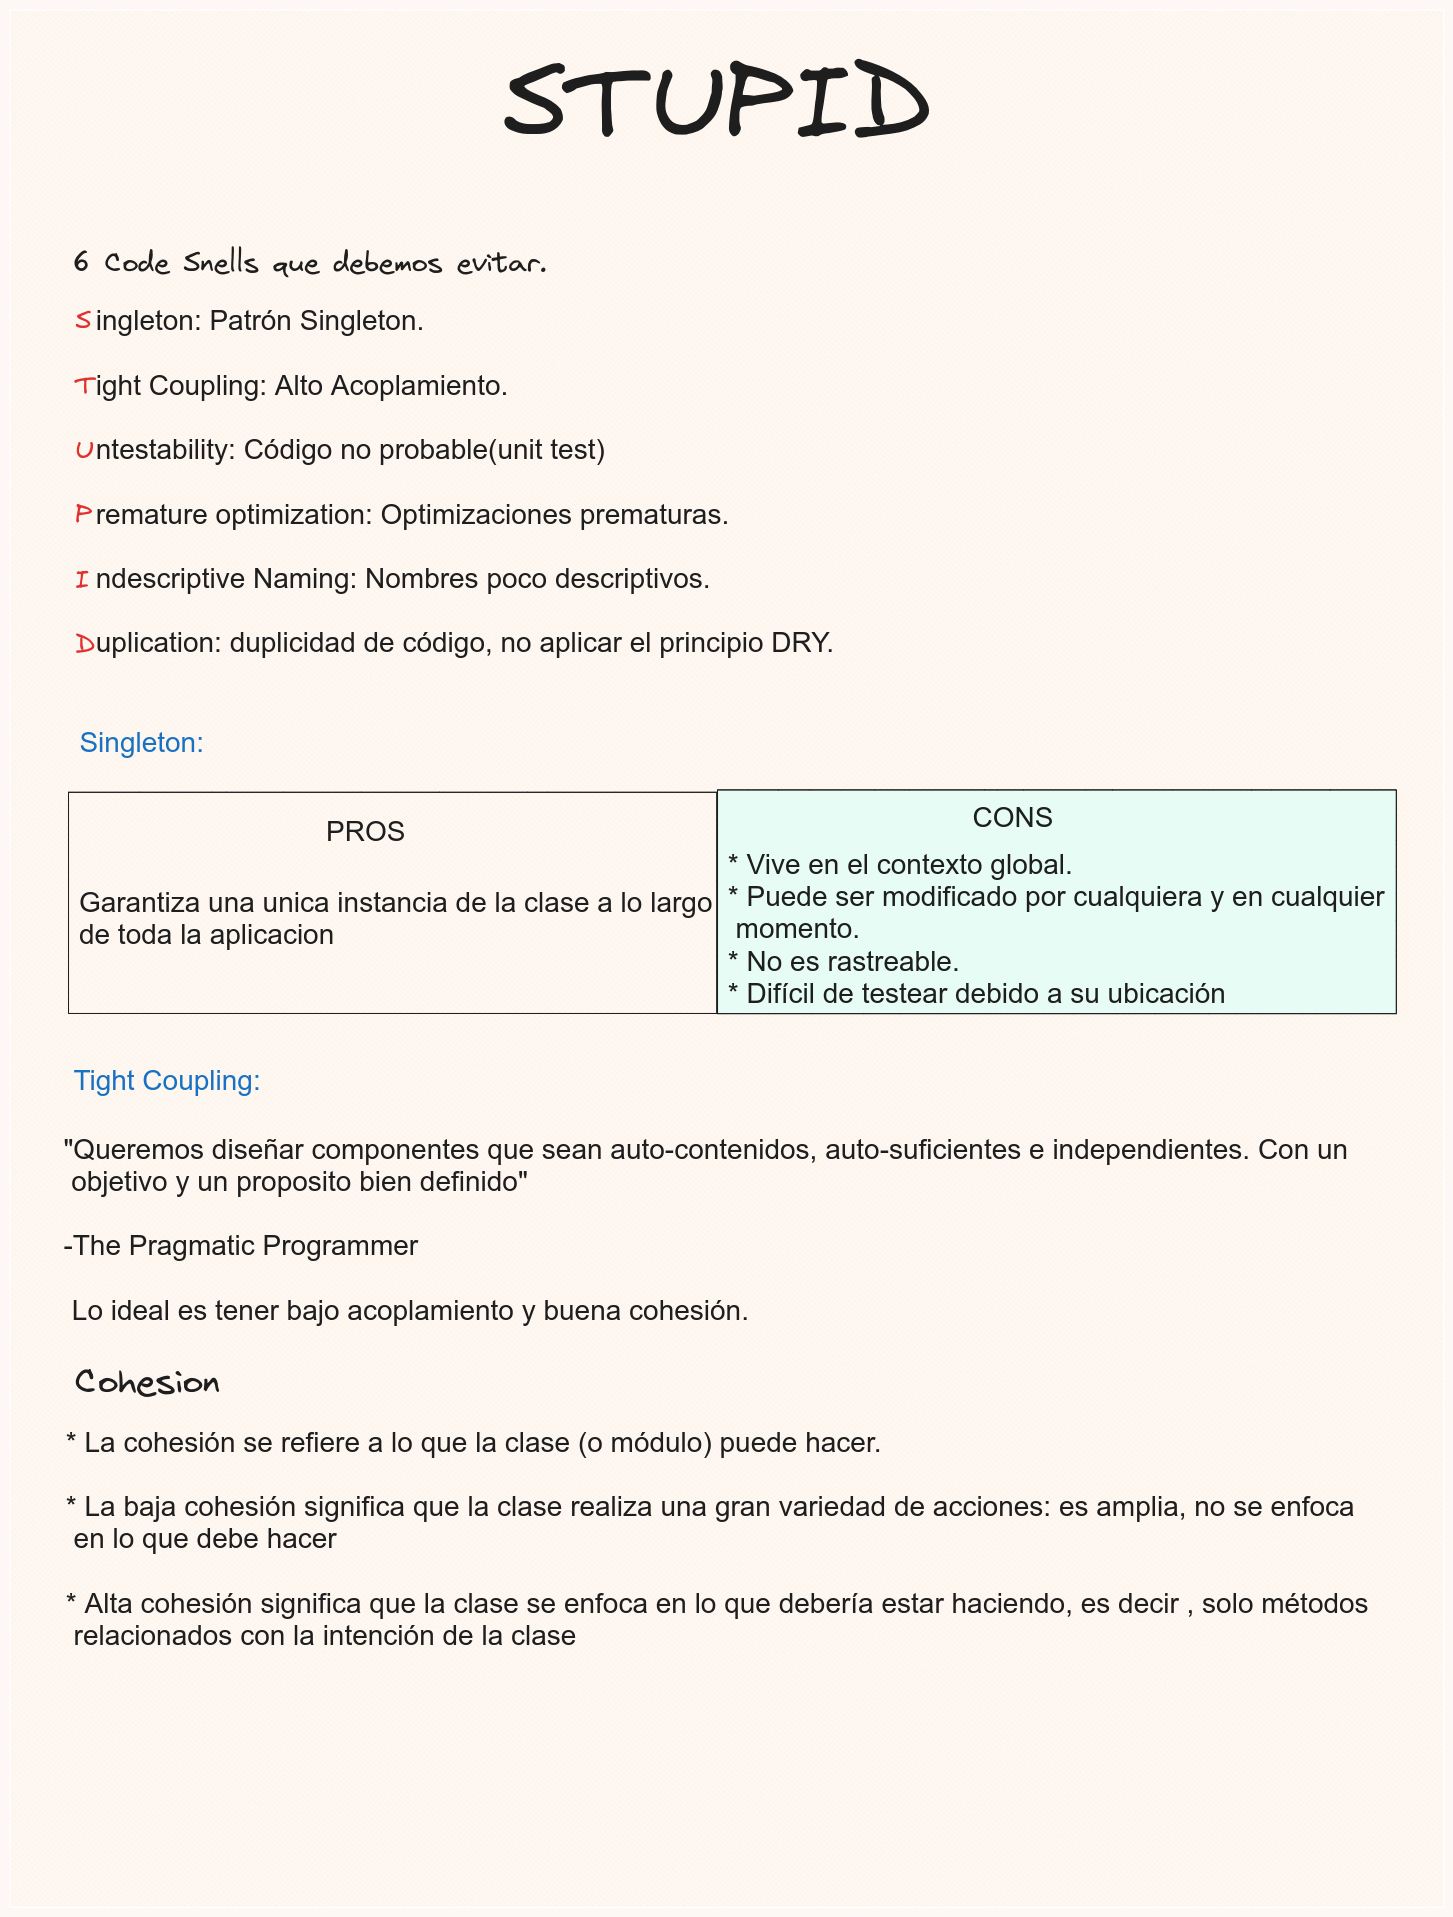 STUPID
6 Code Snells que debemos evitar.
Singleton: Patrón Singleton.
Tight Coupling: Alto Acoplamiento.
Untestability: Código no probable(unit test)
Premature optimization: Optimizaciones prematuras.
Indescriptive Naming: Nombres poco descriptivos.
Duplication: duplicidad de código, no aplicar el principio DRY.
Singleton:
PROS
Garantiza una unica instancia de la clase a lo largo
de toda la aplicacion
CONS
* Vive en el contexto global.
* Puede ser modificado por cualquiera y en cualquier
momento.
* No es rastreable.
* Difícil de testear debido a su ubicación
Tight Coupling:
"Queremos diseñar componentes que sean auto-contenidos, auto-suficientes e independientes. Con un
objetivo y un proposito bien definido"
-The Pragmatic Programmer
Lo ideal es tener bajo acoplamiento y buena cohesión.
Cohesion
* La cohesión se refiere a lo que la clase (o módulo) puede hacer.
* La baja cohesión significa que la clase realiza una gran variedad de acciones: es amplia, no se enfoca
en lo que debe hacer
* Alta cohesión significa que la clase se enfoca en lo que debería estar haciendo, es decir , solo métodos
relacionados con la intención de la clase